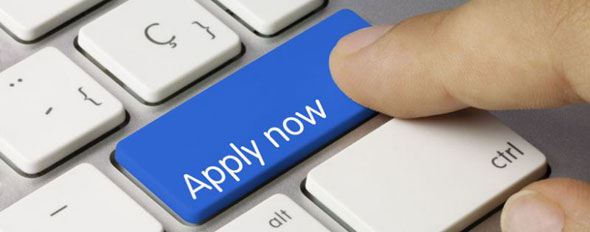 Ç }
¨ ´ {
Apply now
-
alt
ctrl